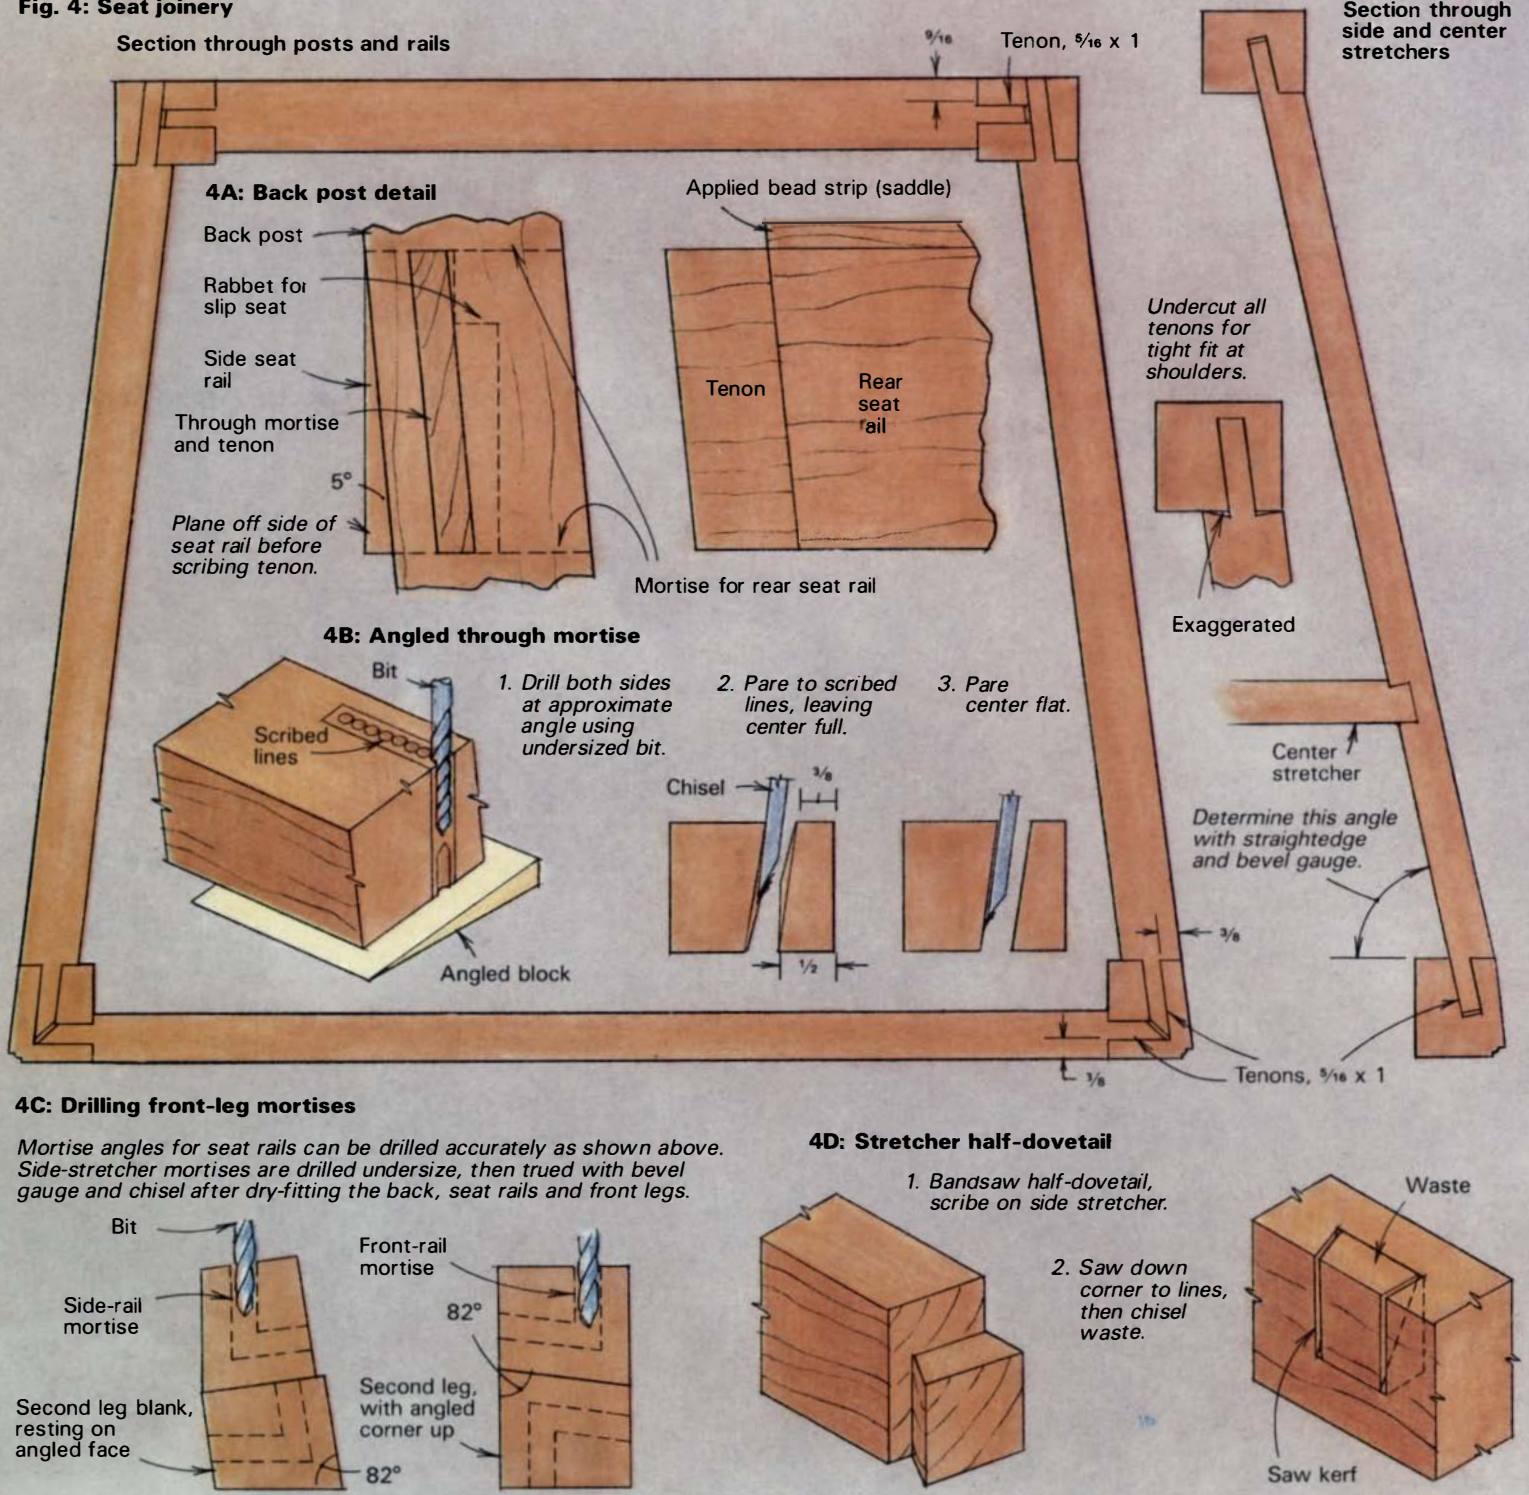 Fig. 4: Seat joinery
Section through posts and rails
9/16
Tenon, 5/16 x 1
Section through
side and center
stretchers
4A: Back post detail
Back post
Rabbet for
slip seat
Side seat
rail
Through mortise
and tenon
5°
Plane off side of
seat rail before
scribing tenon.
Applied bead strip (saddle)
Tenon
Rear
seat
rail
Mortise for rear seat rail
Undercut all
tenons for
tight fit at
shoulders.
Exaggerated
4B: Angled through mortise
Bit
Scribed
lines
Angled block
1. Drill both sides
at approximate
angle using
undersized bit.
2. Pare to scribed
lines, leaving
center full.
3. Pare
center flat.
Chisel
3/8
1/2
Center
stretcher
Determine this angle
with straightedge
and bevel gauge.
3/8
3/8
Tenons, 5/16 x 1
4C: Drilling front-leg mortises
Mortise angles for seat rails can be drilled accurately as shown above.
Side-stretcher mortises are drilled undersize, then trued with bevel
gauge and chisel after dry-fitting the back, seat rails and front legs.
Bit
Side-rail
mortise
Second leg blank,
resting on
angled face
82°
Front-rail
mortise
82°
Second leg,
with angled
corner up
4D: Stretcher half-dovetail
1. Bandsaw half-dovetail,
scribe on side stretcher.
2. Saw down
corner to lines,
then chisel
waste.
Waste
Saw kerf